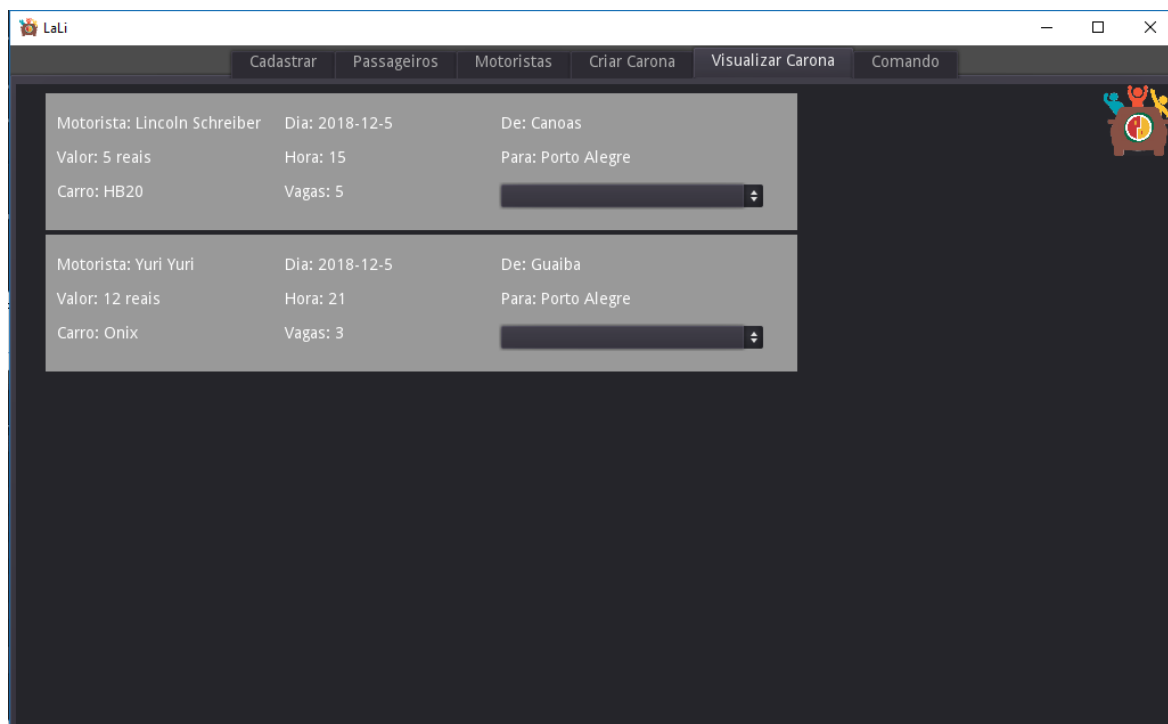 LaLi
Cadastrar Passageiros Motoristas Criar Carona Visualizar Carona Comando
Motorista: Lincoln Schreiber Dia: 2018-12-5 De: Canoas
Valor: 5 reais Hora: 15 Para: Porto Alegre
Carro: HB20 Vagas: 5
Motorista: Yuri Yuri Dia: 2018-12-5 De: Guaiba
Valor: 12 reais Hora: 21 Para: Porto Alegre
Carro: Onix Vagas: 3